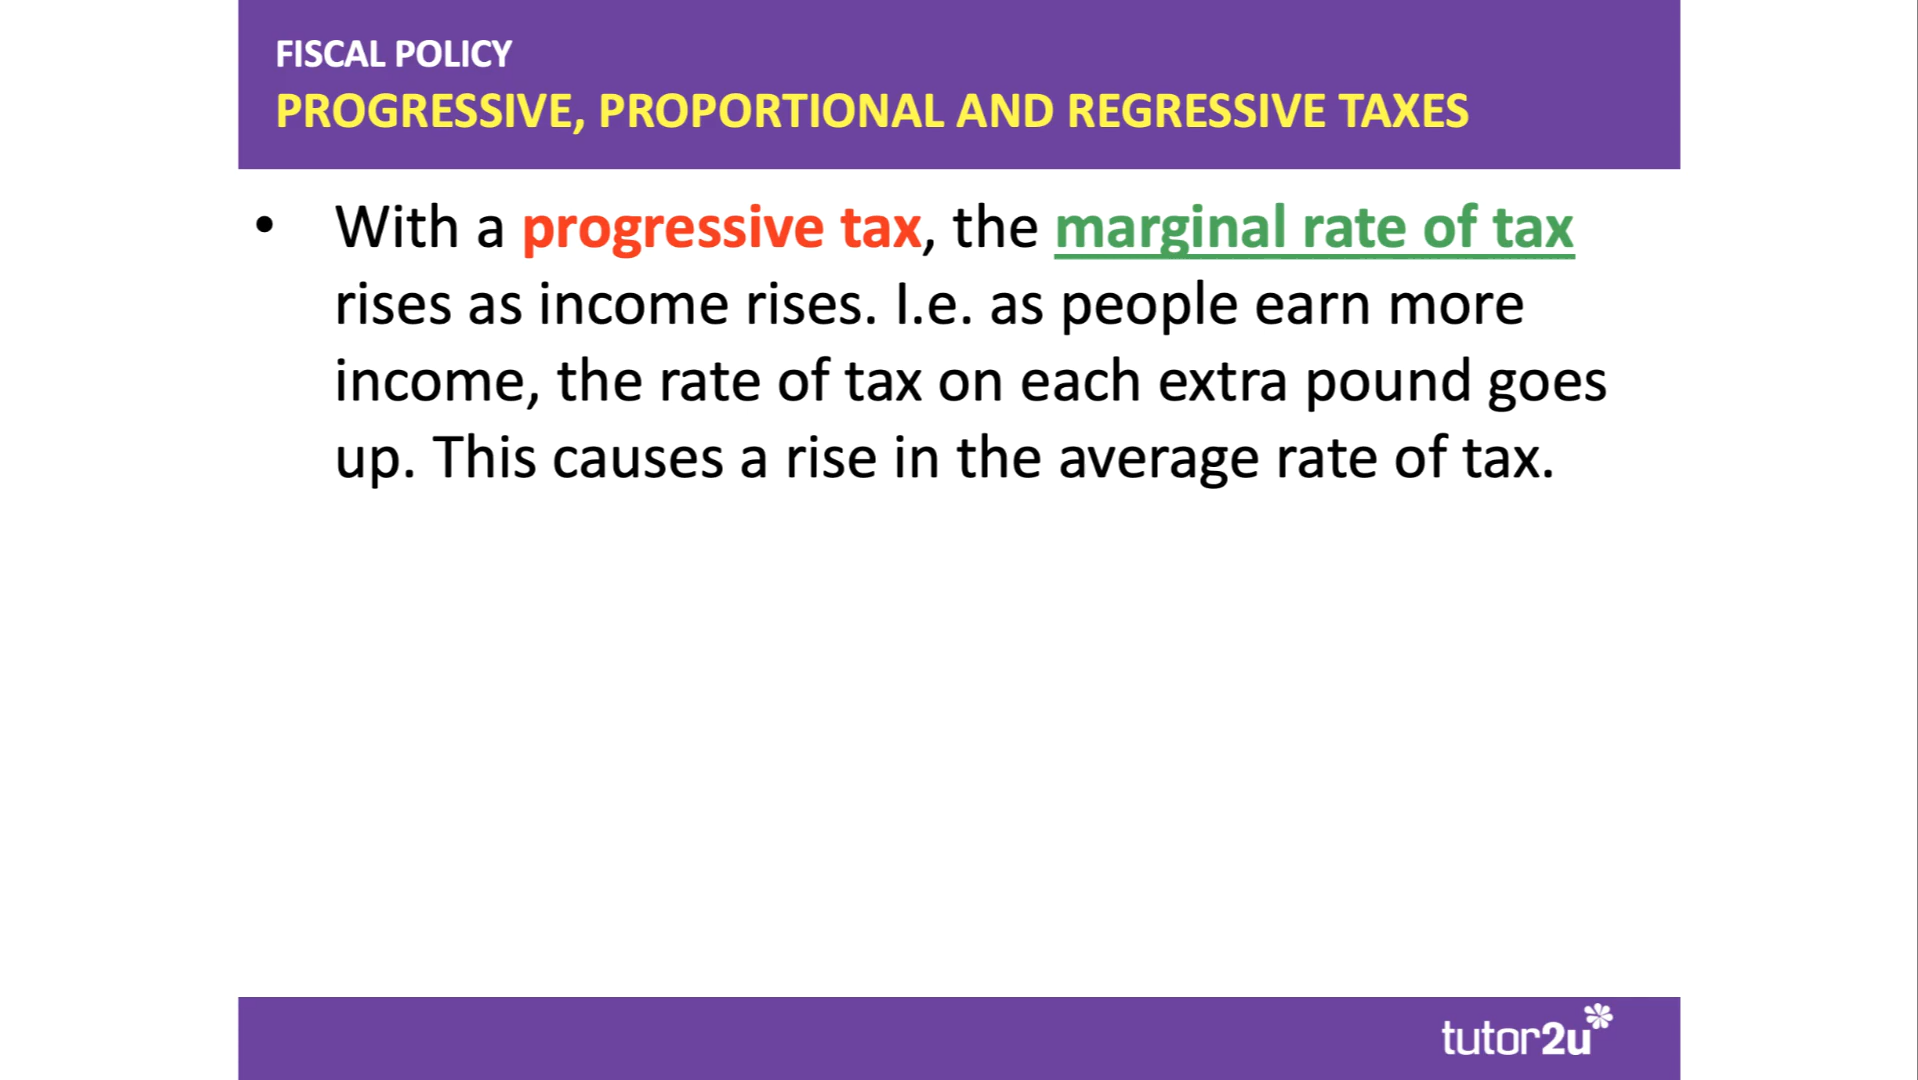 FISCAL POLICY
PROGRESSIVE, PROPORTIONAL AND REGRESSIVE TAXES
• With a progressive tax, the marginal rate of tax
rises as income rises. I.e. as people earn more
income, the rate of tax on each extra pound goes
up. This causes a rise in the average rate of tax.
tutor2u